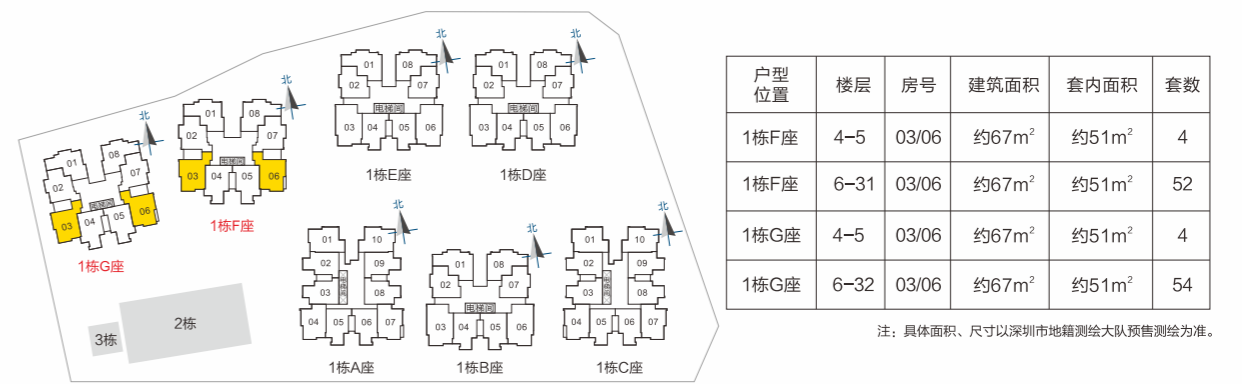 北
01
08
02
07
电梯间
03
04
05
06
1栋E座
北
01
08
02
07
电梯间
03
04
05
06
1栋D座
北
01
08
02
07
电梯间
03
04
05
06
1栋F座
北
01
08
02
07
电梯间
03
04
05
06
1栋G座
北
01
10
02
09
电梯间
03
08
04
05
06
07
1栋A座
北
01
08
02
07
电梯间
03
04
05
06
1栋B座
北
01
10
02
09
电梯间
03
08
04
05
06
07
1栋C座
2栋
3栋
户型位置 楼层 房号 建筑面积 套内面积 套数
1栋F座 4-5 03/06 约67m² 约51m² 4
1栋F座 6-31 03/06 约67m² 约51m² 52
1栋G座 4-5 03/06 约67m² 约51m² 4
1栋G座 6-32 03/06 约67m² 约51m² 54
注：具体面积、尺寸以深圳市地籍测绘大队预售测绘为准。